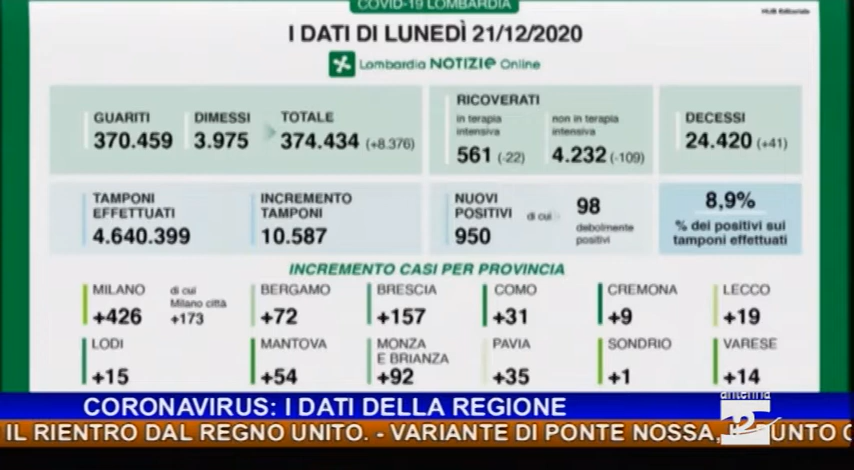 COVID-19 LOMBARDIA
HUB Editoriale
I DATI DI LUNEDÌ 21/12/2020
Lombardia NOTIZIE Online
GUARITI
370.459
DIMESSI
3.975
TOTALE
374.434 (+8.376)
RICOVERATI
in terapia
intensiva
561 (-22)
non in terapia
intensiva
4.232 (-109)
DECESSI
24.420 (+41)
TAMPONI
EFFETTUATI
4.640.399
INCREMENTO
TAMPONI
10.587
NUOVI
POSITIVI
950
di cui
98
debolmente
positivi
8,9%
% dei positivi sui
tamponi effettuati
INCREMENTO CASI PER PROVINCIA
MILANO
+426
di cui
Milano città
+173
BERGAMO
+72
BRESCIA
+157
COMO
+31
CREMONA
+9
LECCO
+19
LODI
+15
MANTOVA
+54
MONZA
E BRIANZA
+92
PAVIA
+35
SONDRIO
+1
VARESE
+14
CORONAVIRUS: I DATI DELLA REGIONE
antenna
2
IL RIENTRO DAL REGNO UNITO. - VARIANTE DI PONTE NOSSA,